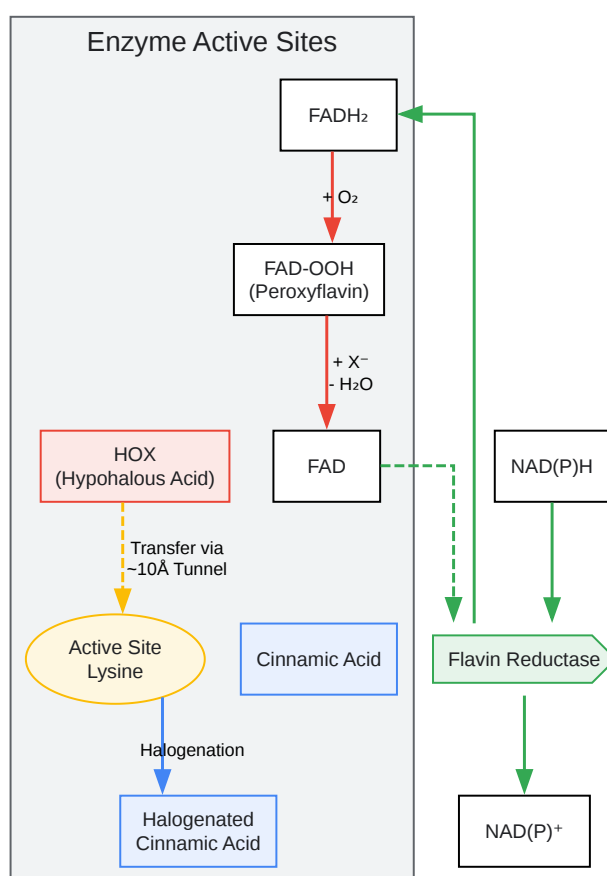 Enzyme Active Sites
FADH₂
+ O₂
FAD-OOH
(Peroxyflavin)
+ X⁻
- H₂O
HOX
(Hypohalous Acid)
FAD
NAD(P)H
Transfer via
~10Å Tunnel
Active Site
Lysine
Cinnamic Acid
Flavin Reductase
Halogenation
Halogenated
Cinnamic Acid
NAD(P)⁺